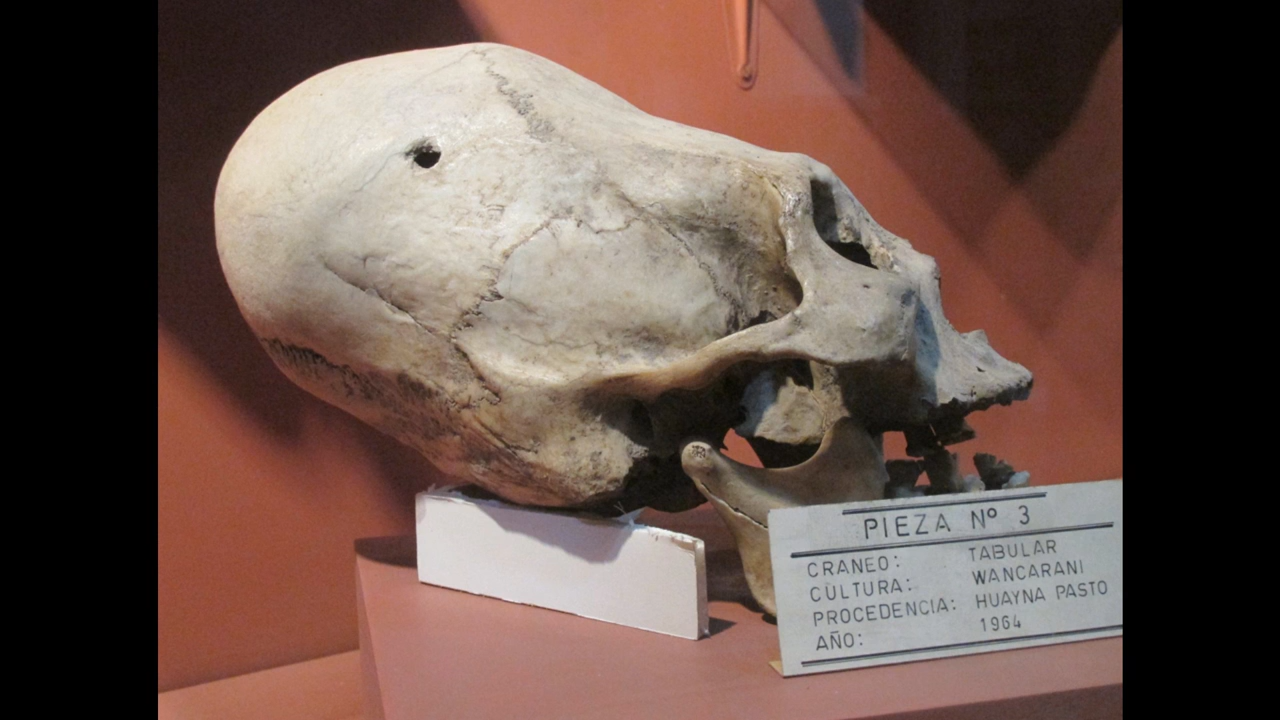 PIEZA Nº 3
CRANEO: TABULAR
CULTURA: WANCARANI
PROCEDENCIA: HUAYNA PASTO
AÑO: 1964